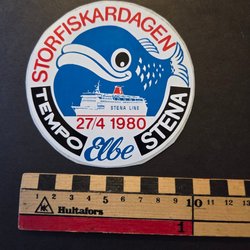 STORFISKARDAGEN
STENA LINE
27/4 1980
TEMPO Elbe STENA
Hultafors
1 2 3 4 5 6 7 8 9 10 11 12 13
1